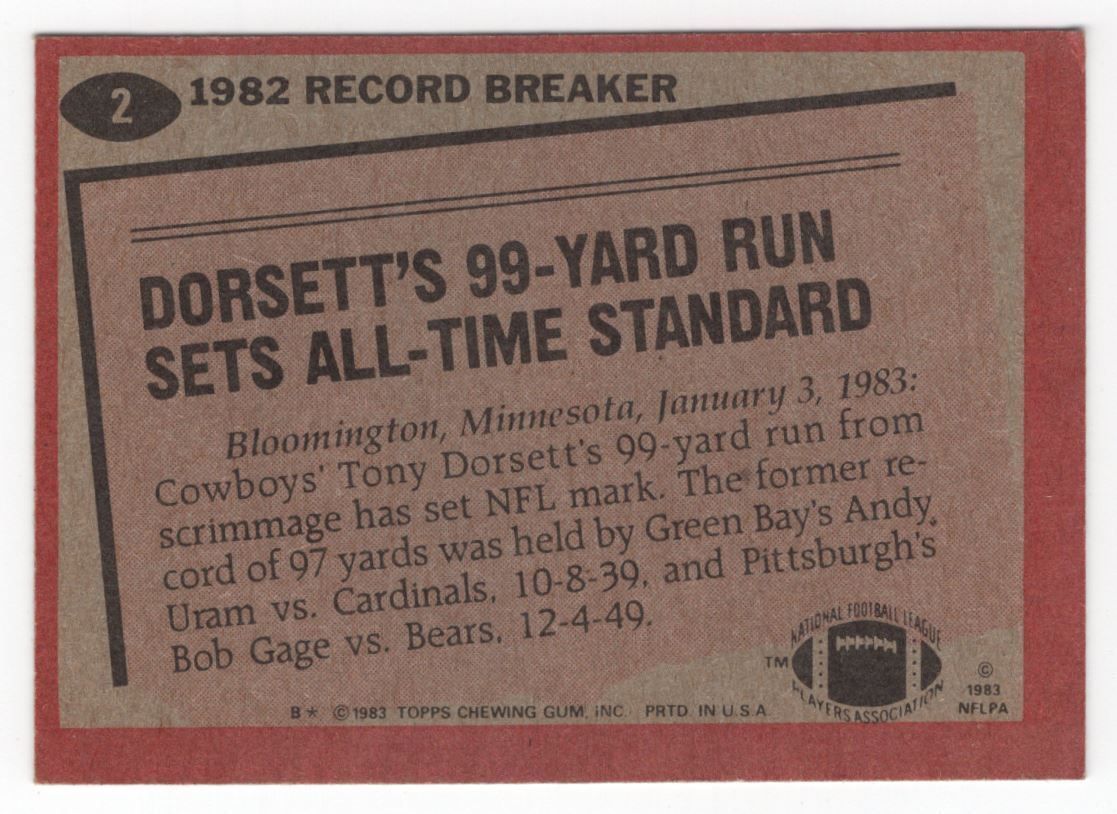 2
1982 RECORD BREAKER
DORSETT'S 99-YARD RUN
SETS ALL-TIME STANDARD
Bloomington, Minnesota, January 3, 1983:
Cowboys' Tony Dorsett's 99-yard run from
scrimmage has set NFL mark. The former re-
cord of 97 yards was held by Green Bay's Andy
Uram vs. Cardinals, 10-8-39, and Pittsburgh's
Bob Gage vs. Bears, 12-4-49.
NATIONAL FOOTBALL LEAGUE
TM
PLAYERS ASSOCIATION
©
1983
NFLPA
B* ©1983 TOPPS CHEWING GUM, INC. PRTD. IN U.S.A.